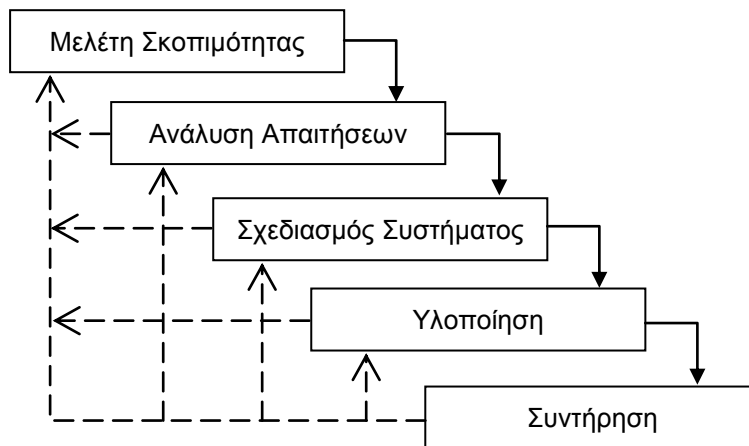 Μελέτη Σκοπιμότητας
Ανάλυση Απαιτήσεων
Σχεδιασμός Συστήματος
Υλοποίηση
Συντήρηση